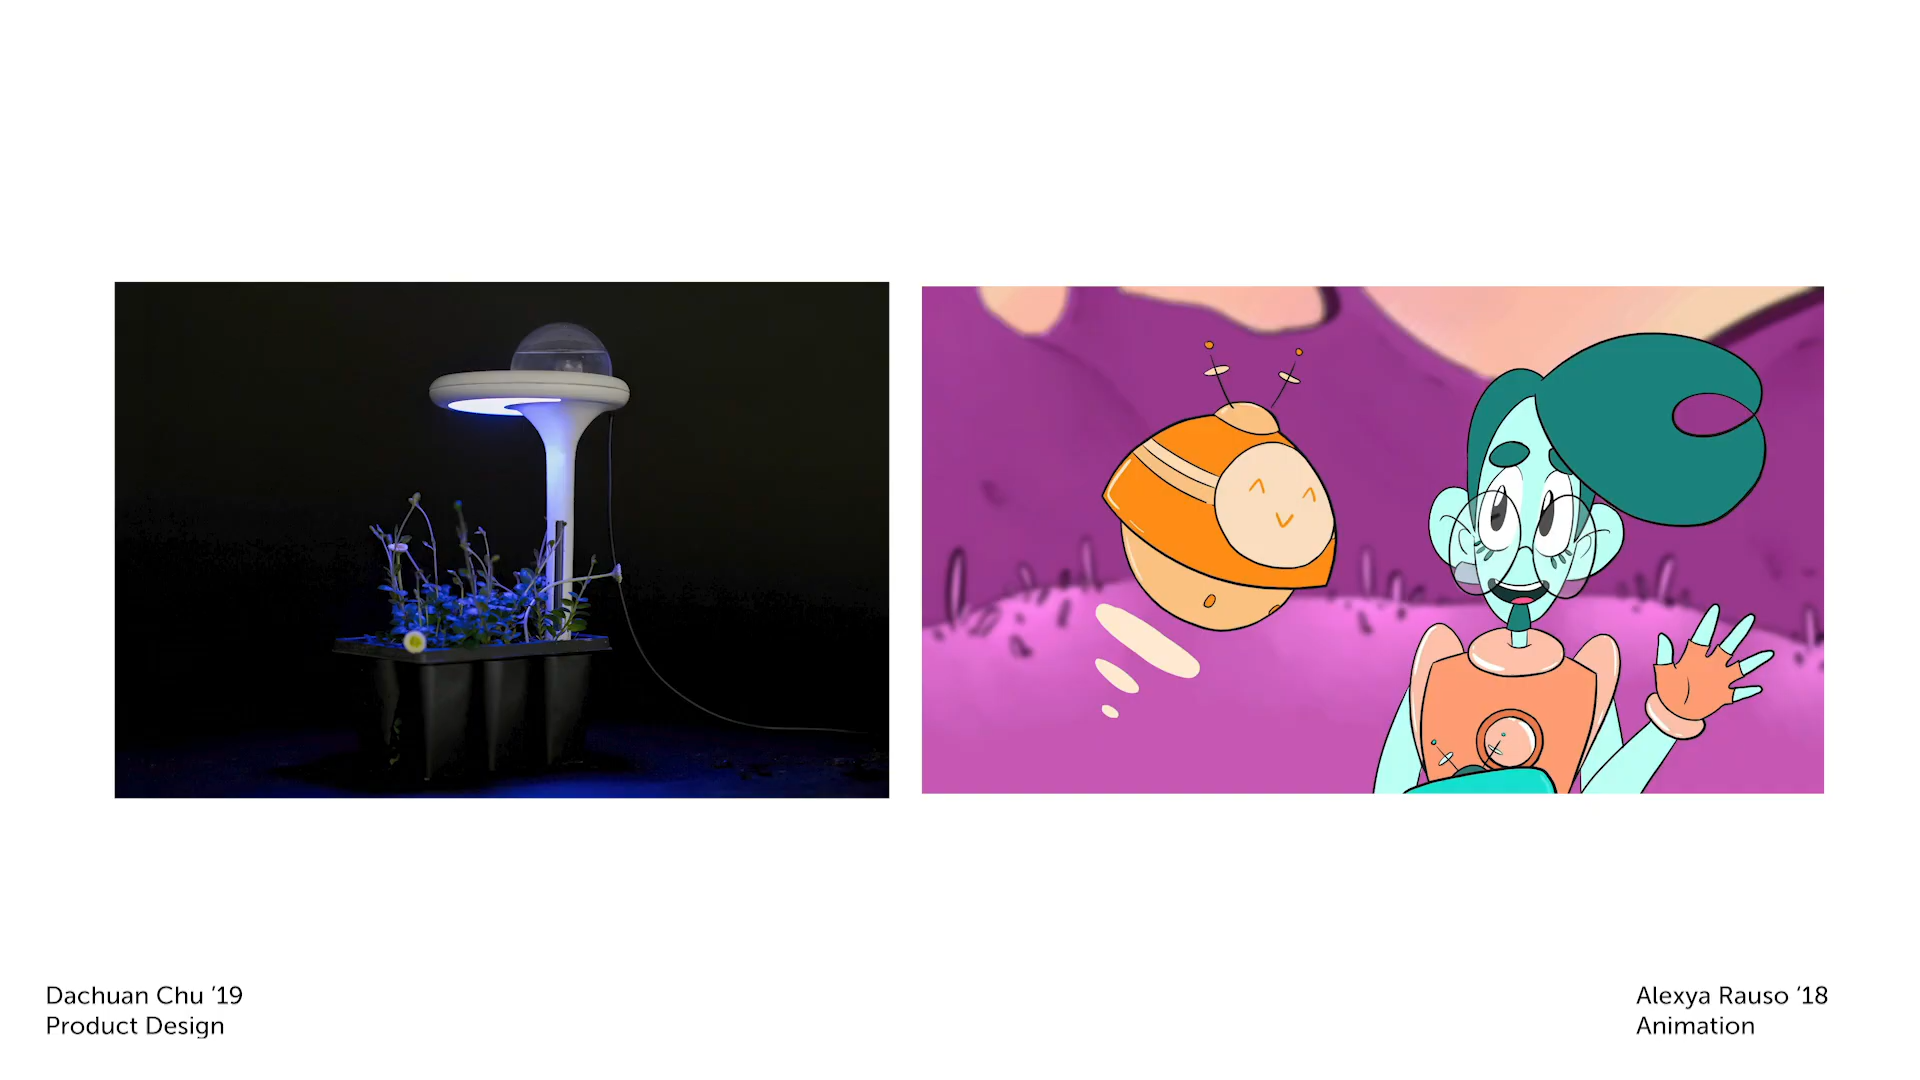 Dachuan Chu ’19
Product Design
Alexya Rauso ’18
Animation